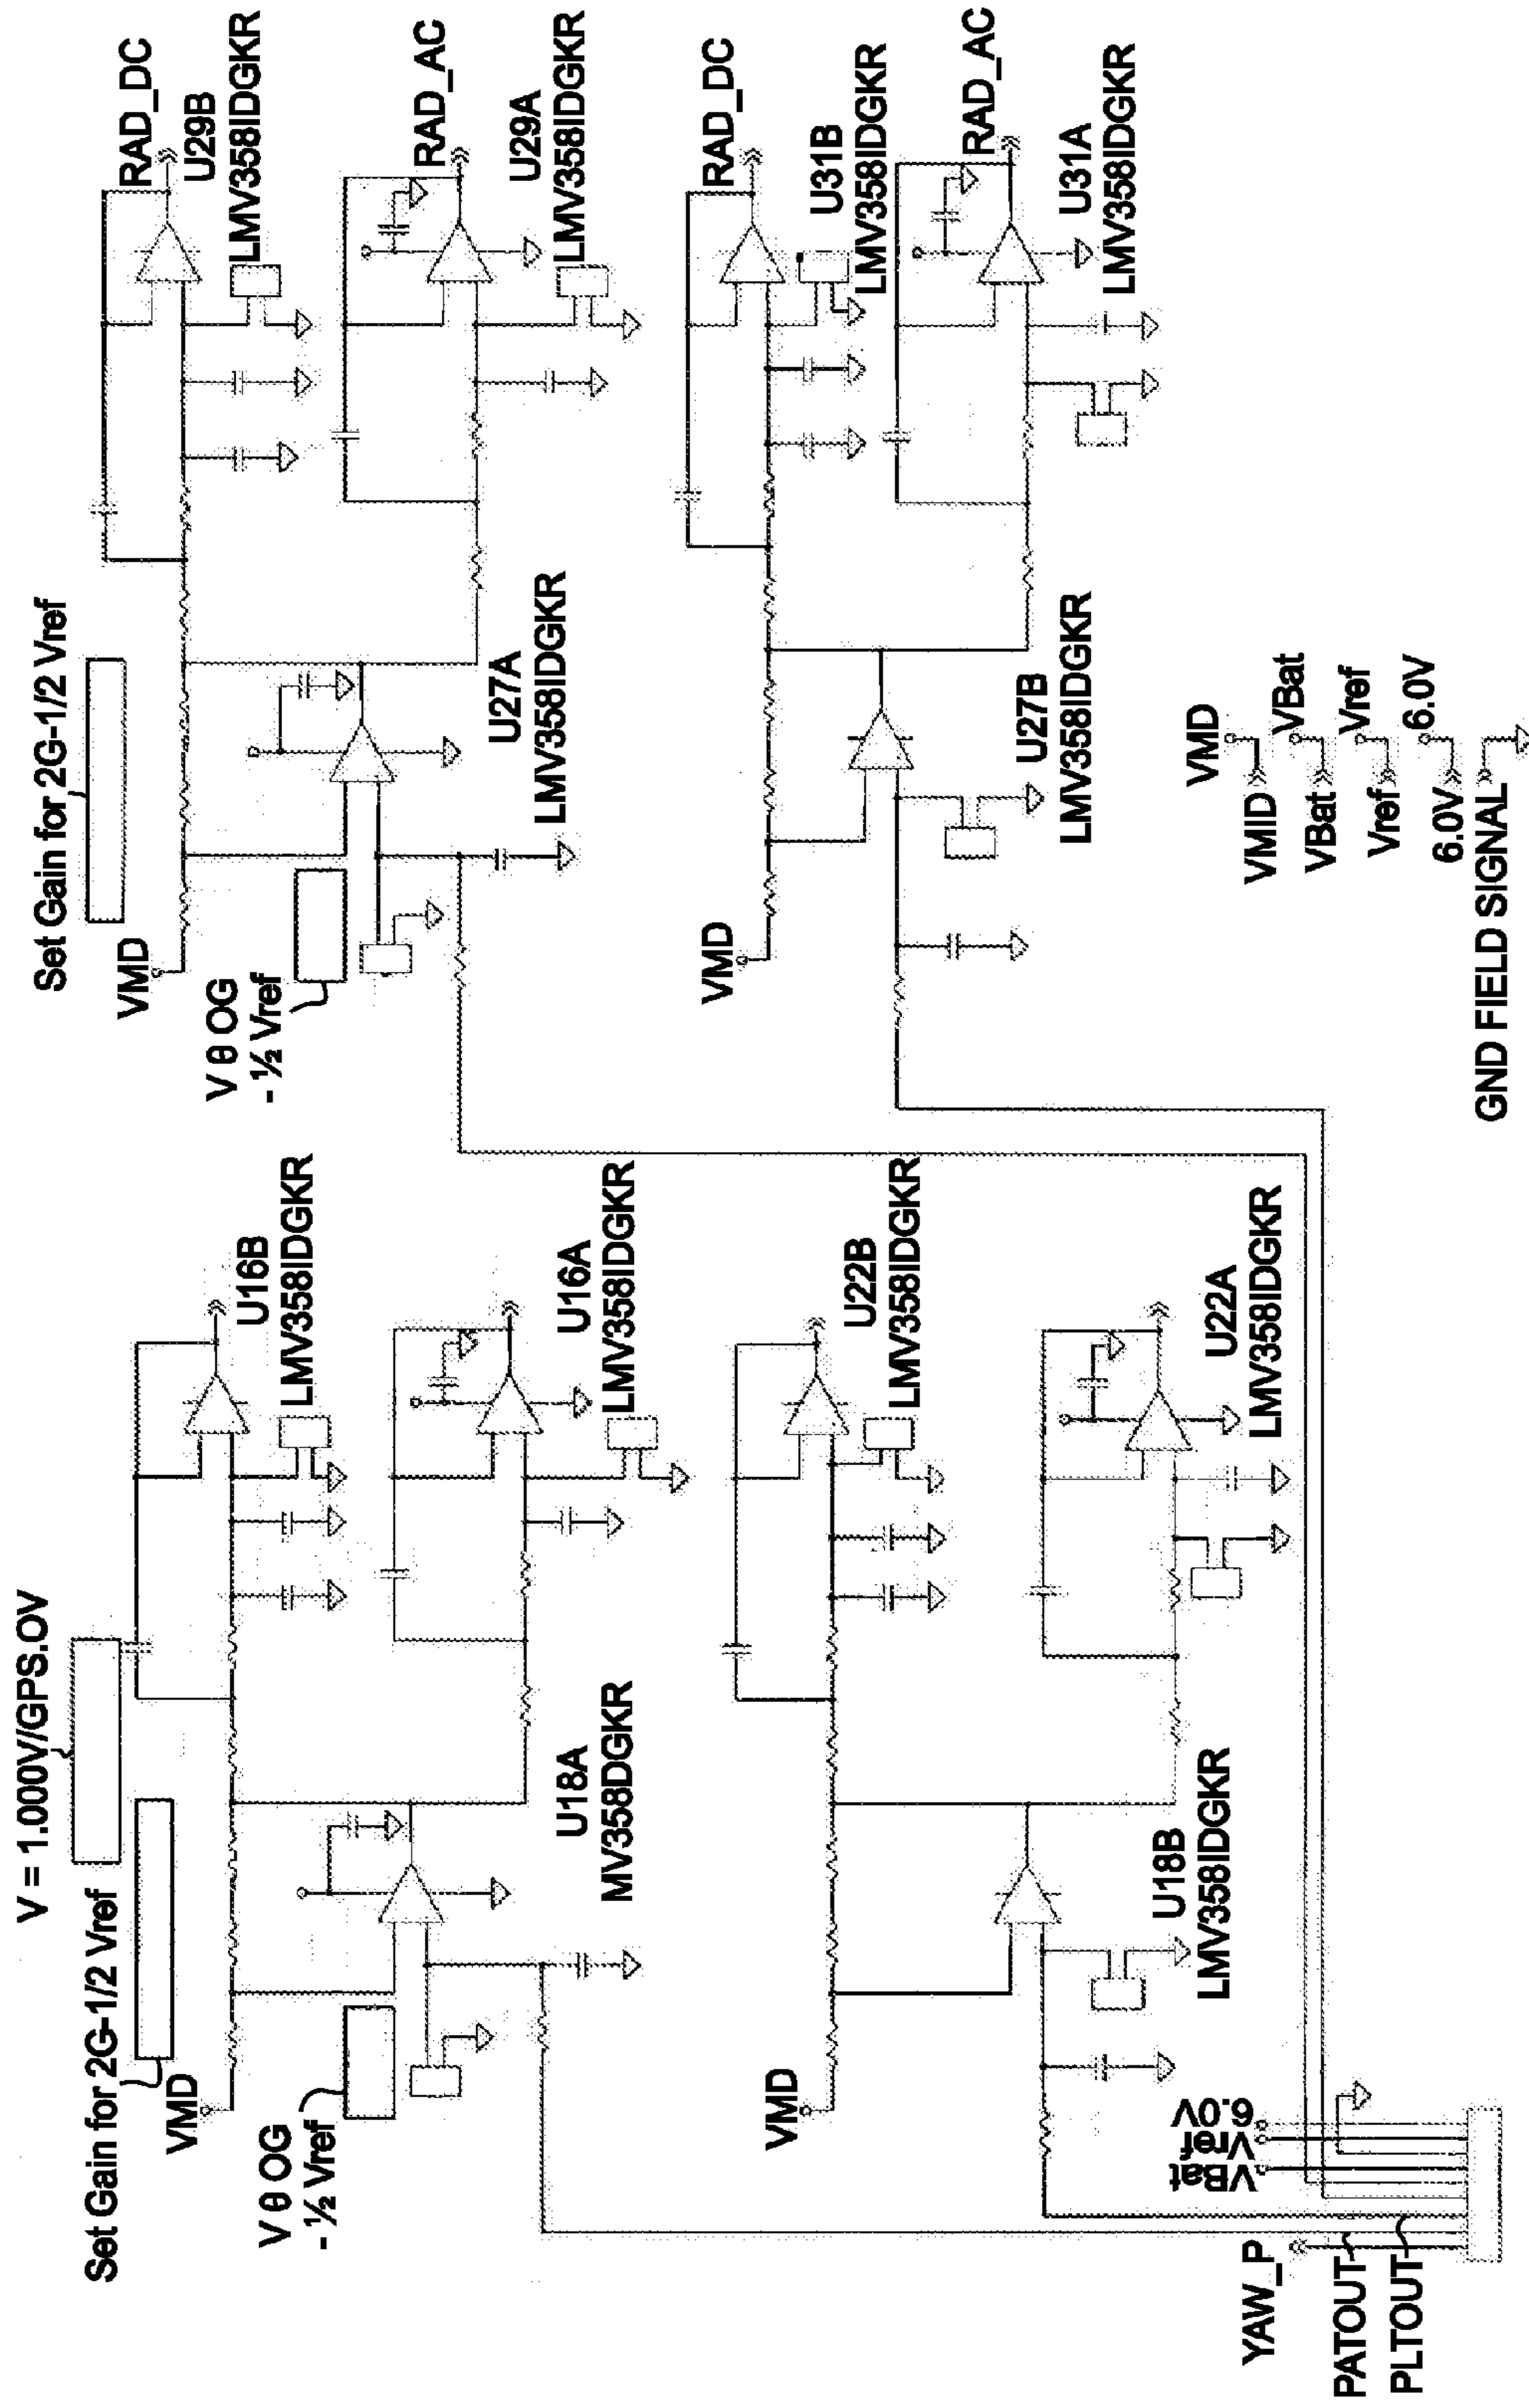 V = 1.000V/GPS.OV
Set Gain for 2G-1/2 Vref
VMD
V θ OG
- ½ Vref
U16B
LMV358IDGKR
U16A
LMV358IDGKR
U18A
MV358DGKR
VMD
U22B
LMV358IDGKR
U22A
LMV358IDGKR
U18B
LMV358IDGKR
YAW_P
PATOUT
PLTOUT
VBat
Vref
6.0V
Set Gain for 2G-1/2 Vref
VMD
V θ OG
- ½ Vref
RAD_DC
U29B
LMV358IDGKR
RAD_AC
U29A
LMV358IDGKR
U27A
LMV358IDGKR
VMD
RAD_DC
U31B
LMV358IDGKR
RAD_AC
U31A
LMV358IDGKR
U27B
LMV358IDGKR
VMD
VMID
VBat
VBat
Vref
Vref
6.0V
6.0V
GND FIELD SIGNAL